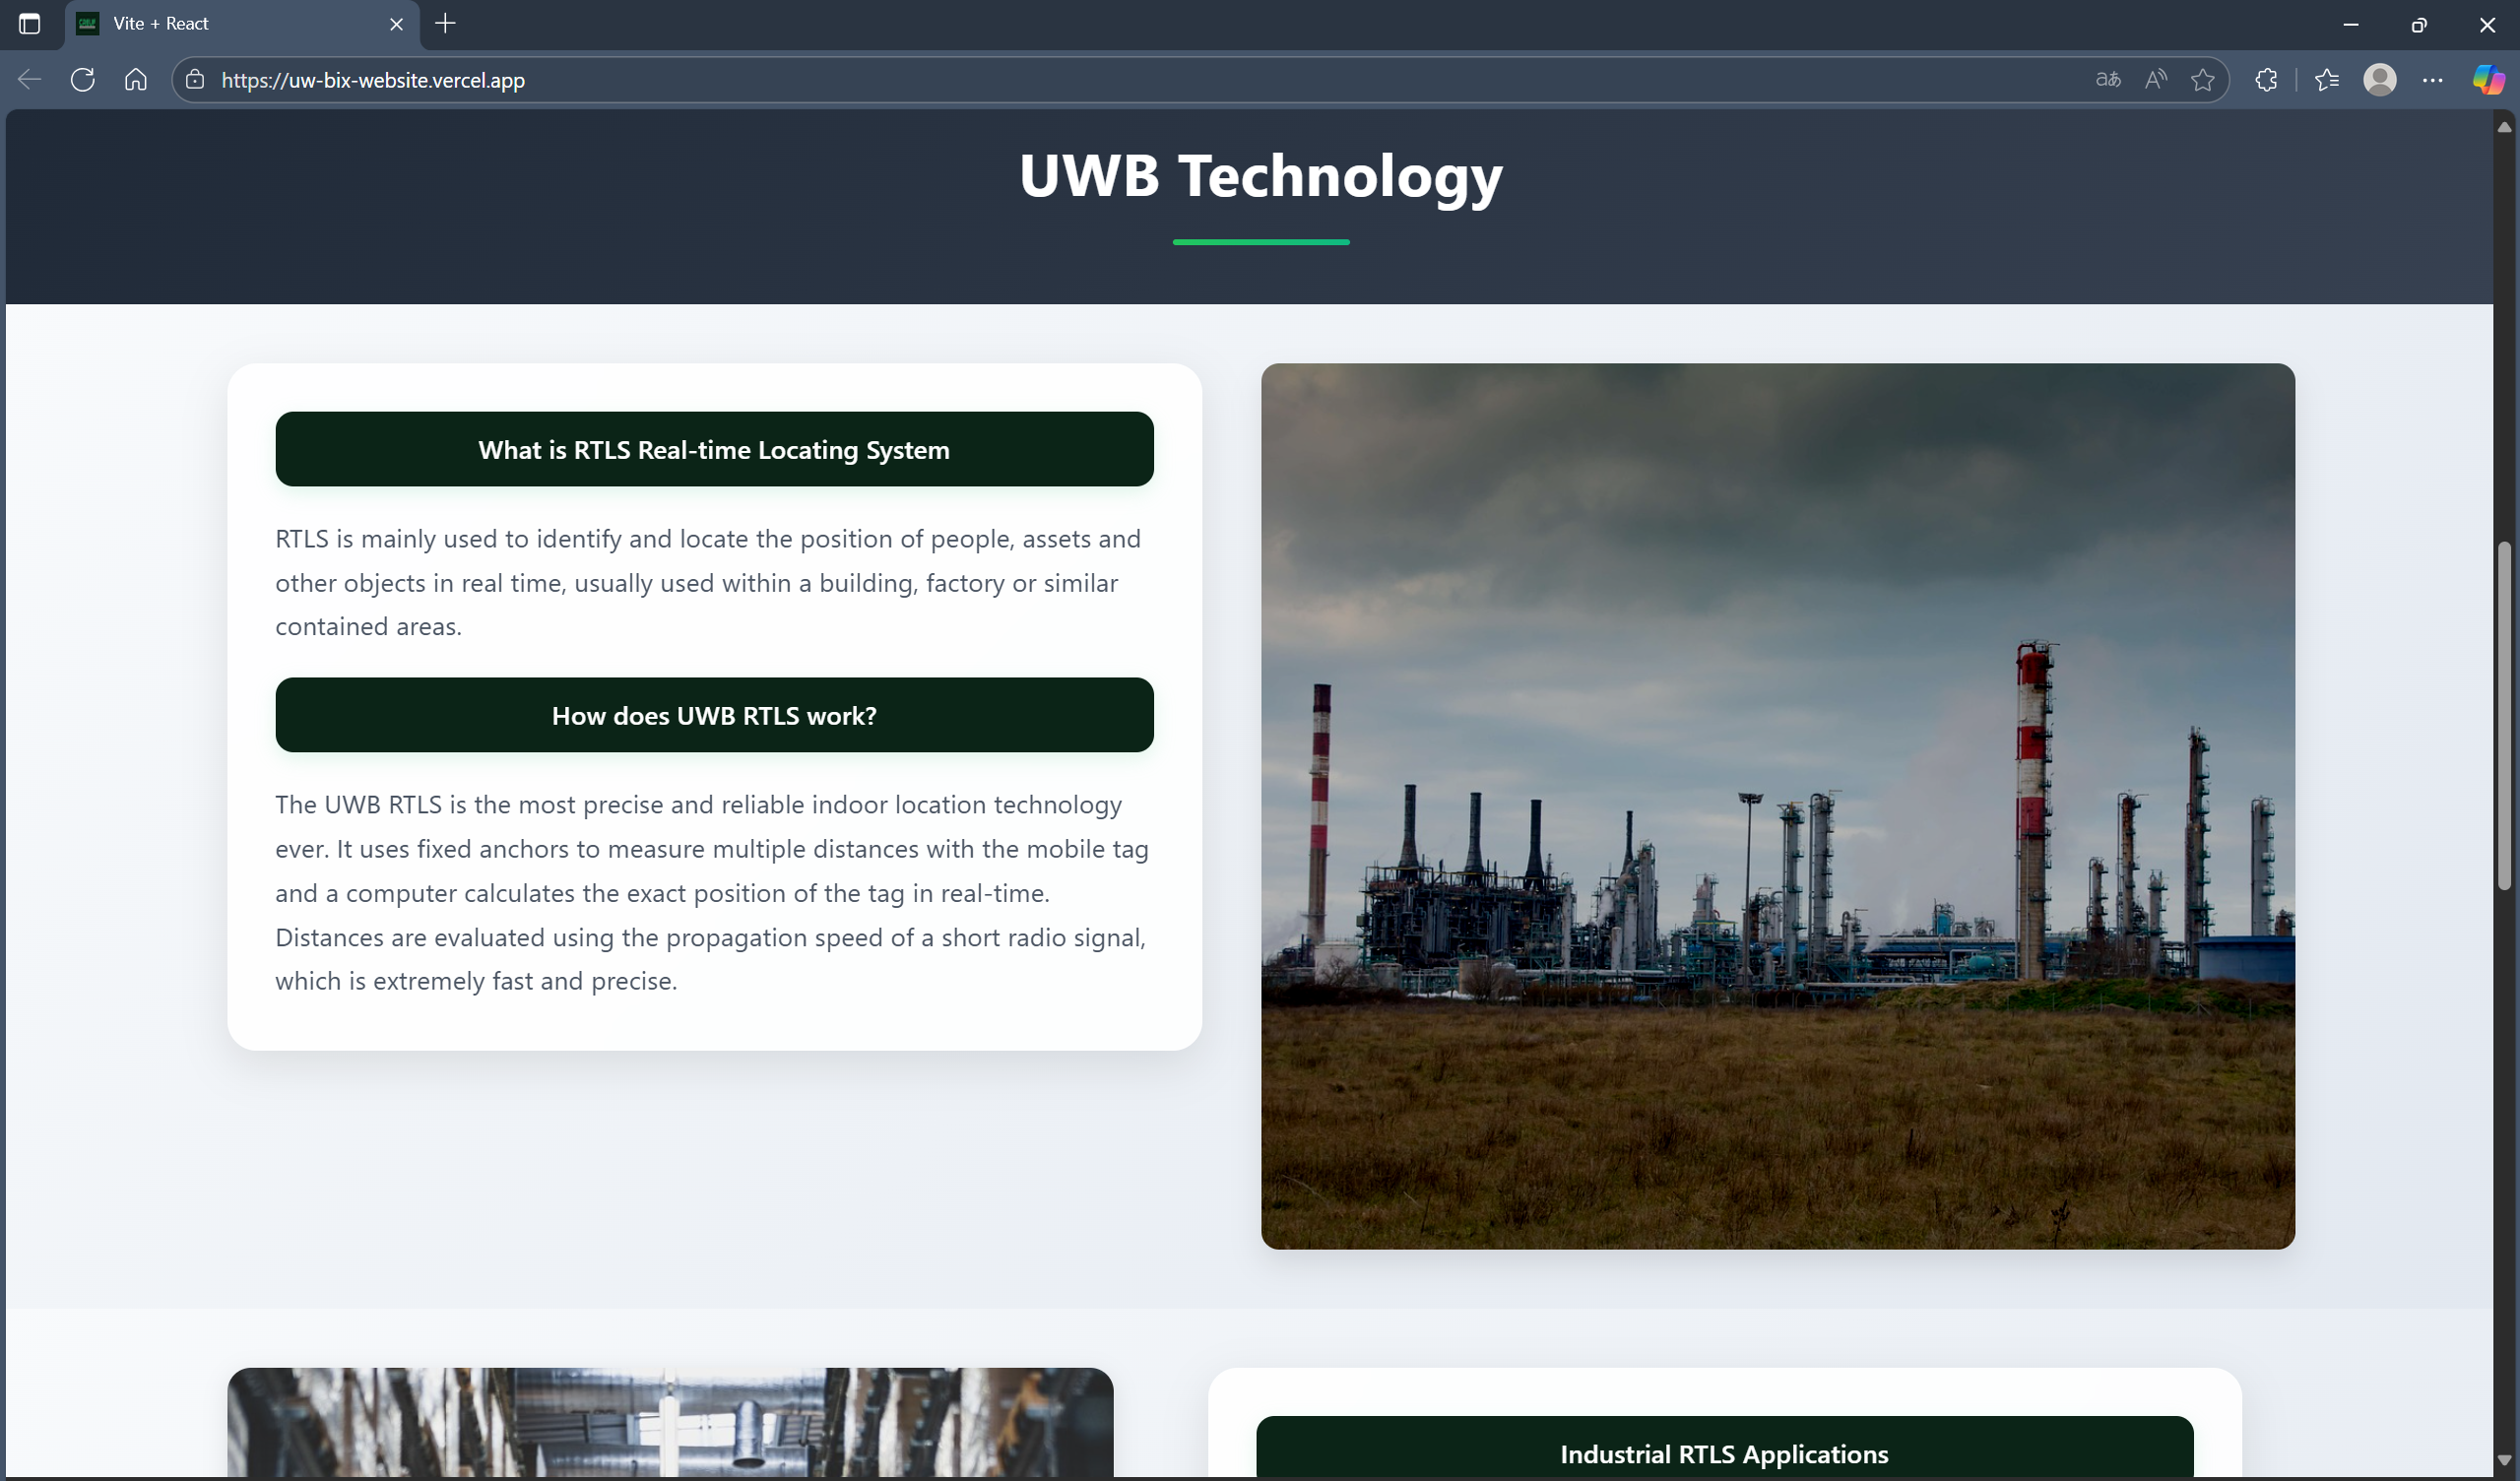 Vite + React
https://uw-bix-website.vercel.app
UWB Technology
What is RTLS Real-time Locating System
RTLS is mainly used to identify and locate the position of people, assets and
other objects in real time, usually used within a building, factory or similar
contained areas.
How does UWB RTLS work?
The UWB RTLS is the most precise and reliable indoor location technology
ever. It uses fixed anchors to measure multiple distances with the mobile tag
and a computer calculates the exact position of the tag in real-time.
Distances are evaluated using the propagation speed of a short radio signal,
which is extremely fast and precise.
Industrial RTLS Applications